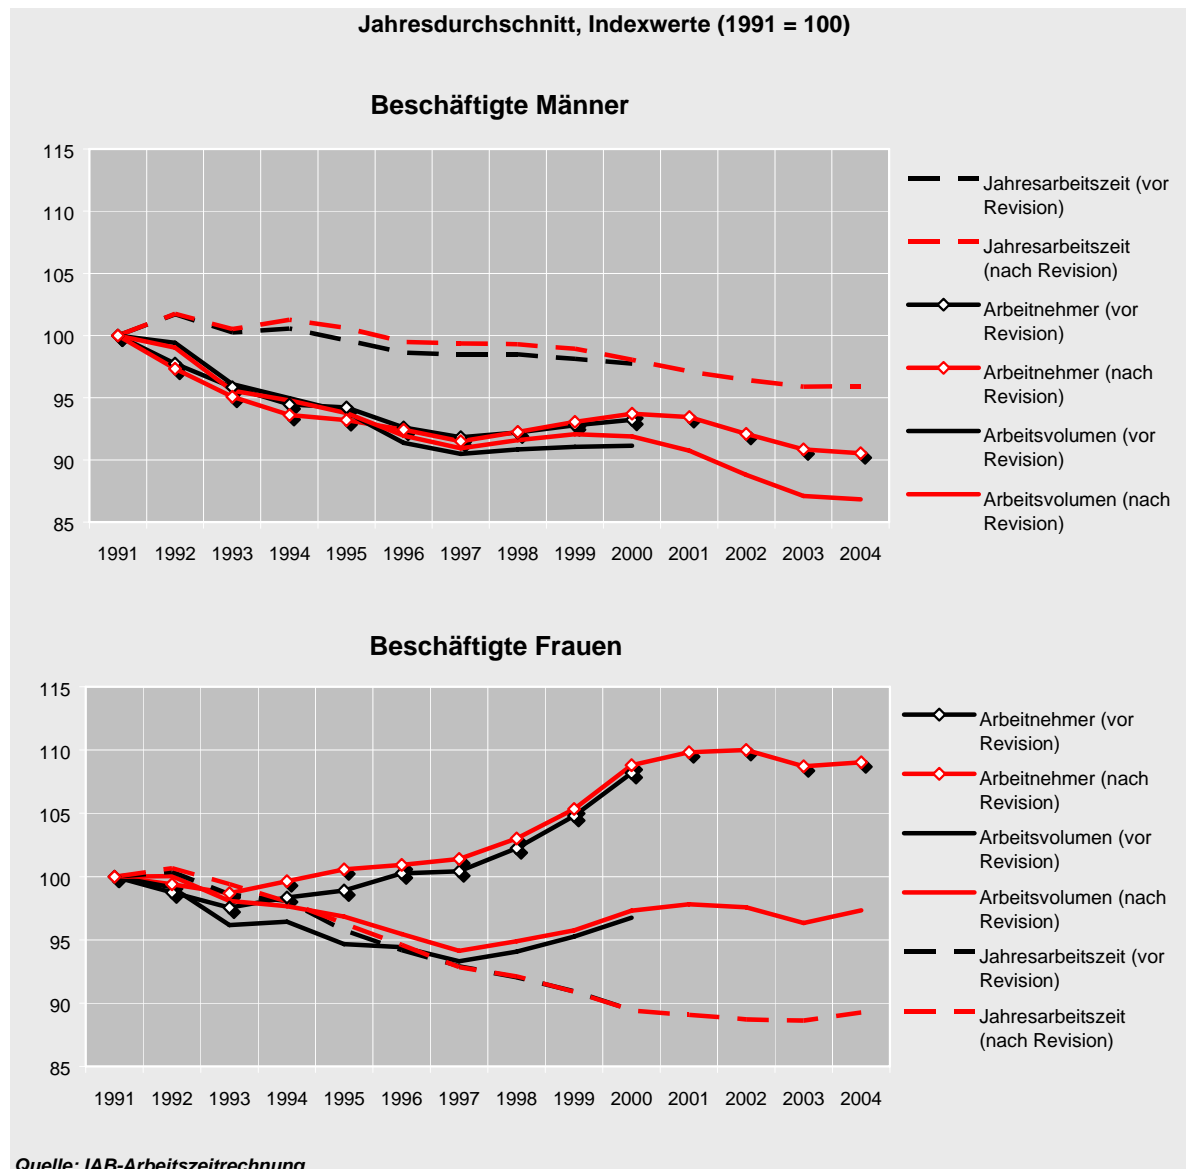 Jahresdurchschnitt, Indexwerte (1991 = 100)
Beschäftigte Männer
115
110
105
100
95
90
85
1991 1992 1993 1994 1995 1996 1997 1998 1999 2000 2001 2002 2003 2004
Jahresarbeitszeit (vor
Revision)
Jahresarbeitszeit
(nach Revision)
Arbeitnehmer (vor
Revision)
Arbeitnehmer (nach
Revision)
Arbeitsvolumen (vor
Revision)
Arbeitsvolumen (nach
Revision)
Beschäftigte Frauen
115
110
105
100
95
90
85
1991 1992 1993 1994 1995 1996 1997 1998 1999 2000 2001 2002 2003 2004
Arbeitnehmer (vor
Revision)
Arbeitnehmer (nach
Revision)
Arbeitsvolumen (vor
Revision)
Arbeitsvolumen (nach
Revision)
Jahresarbeitszeit (vor
Revision)
Jahresarbeitszeit
(nach Revision)
Quelle: IAB-Arbeitszeitrechnung